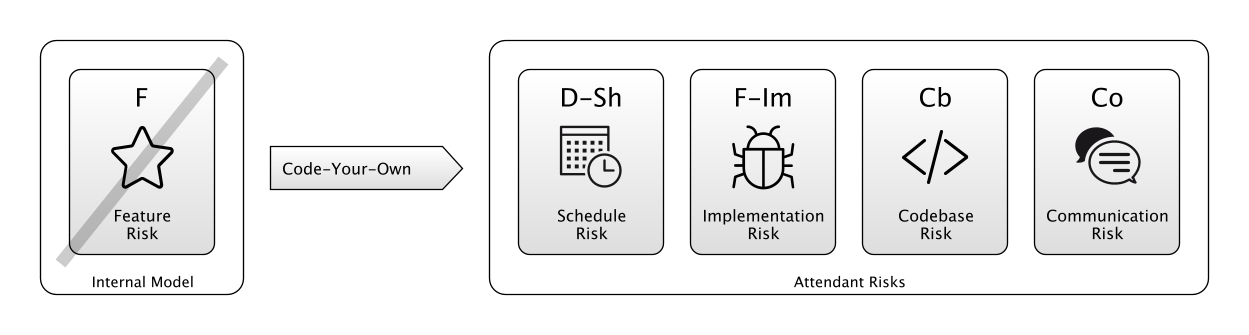 F
Feature
Risk
Internal Model
Code-Your-Own
D-Sh
Schedule
Risk
F-Im
Implementation
Risk
Cb
Codebase
Risk
Co
Communication
Risk
Attendant Risks